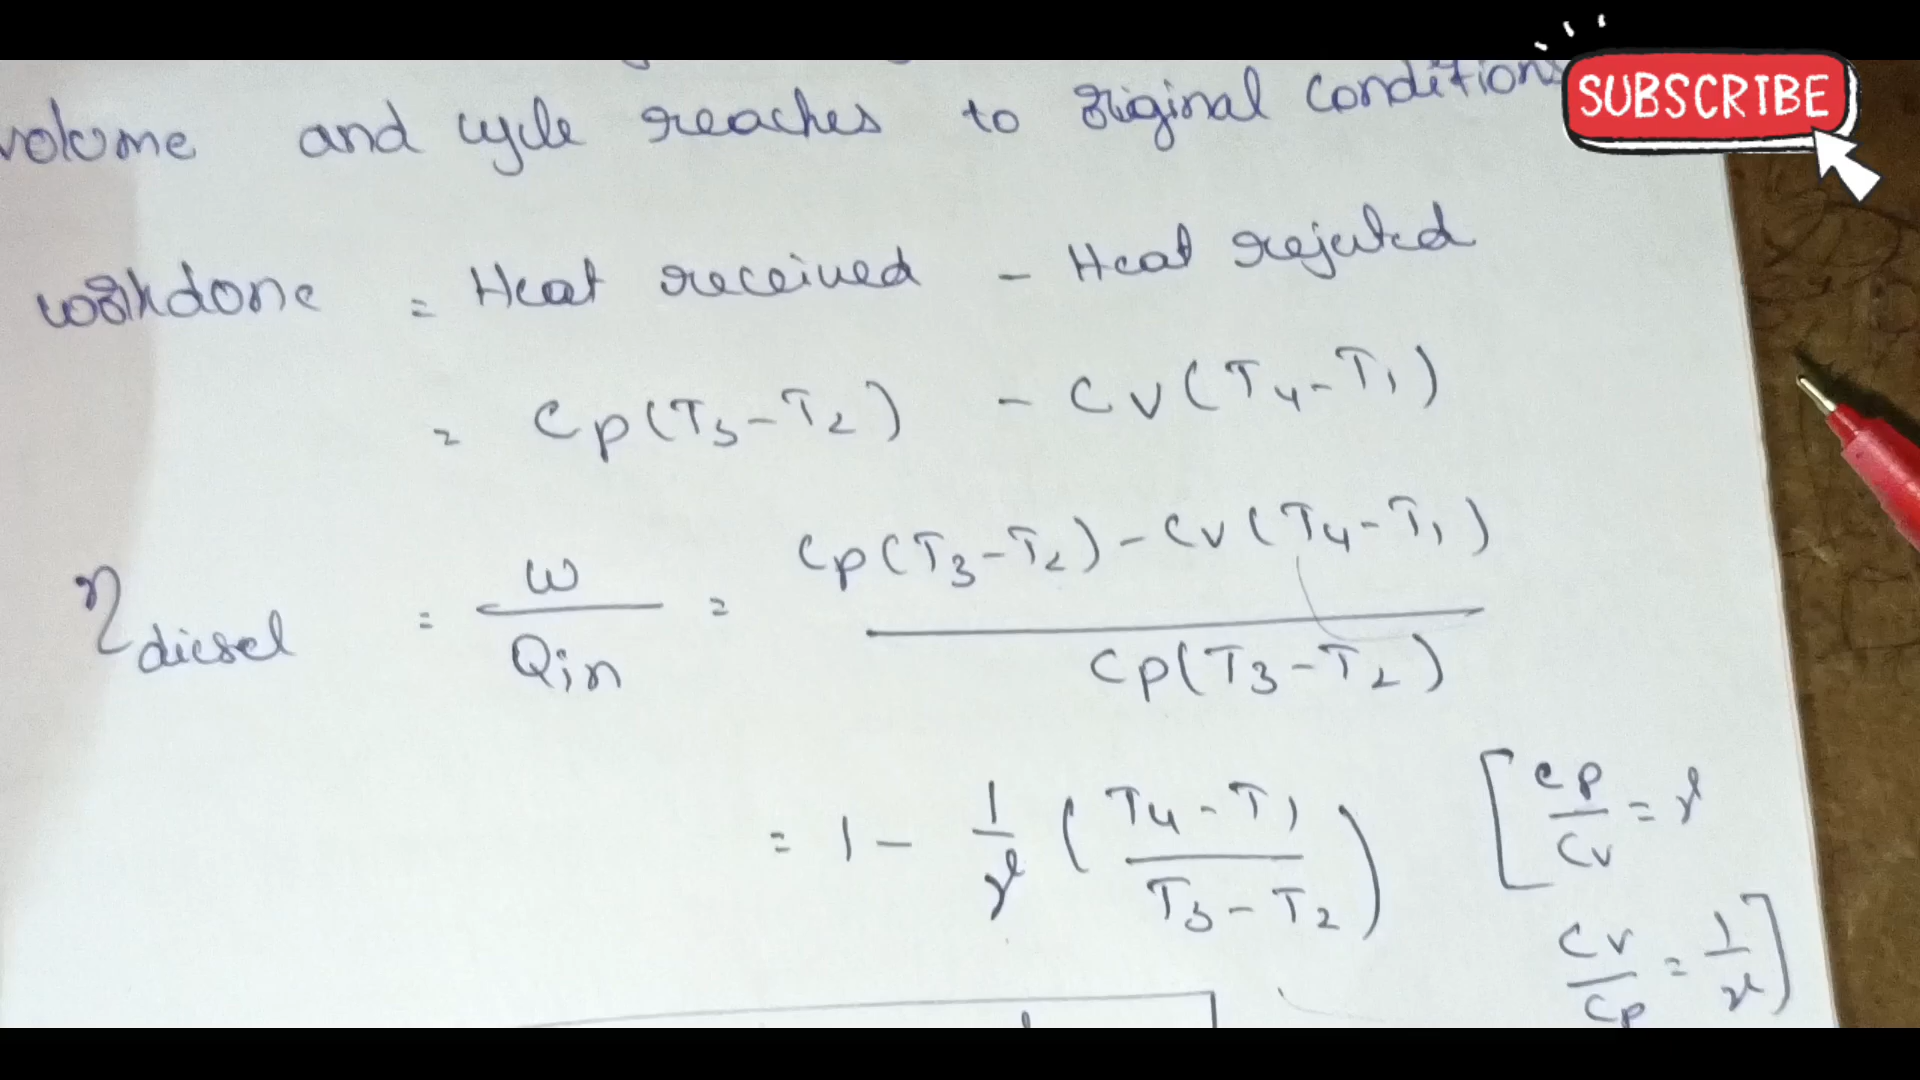 volume and cycle reaches to original conditions
SUBSCRIBE
workdone = Heat received - Heat rejected
= Cp(T3-T2) - Cv(T4-T1)
η diesel = W/Qin = Cp(T3-T2)-Cv(T4-T1) / Cp(T3-T2)
= 1 - 1/γ (T4-T1 / T3-T2) [Cp/Cv = γ
Cv/Cp = 1/γ]